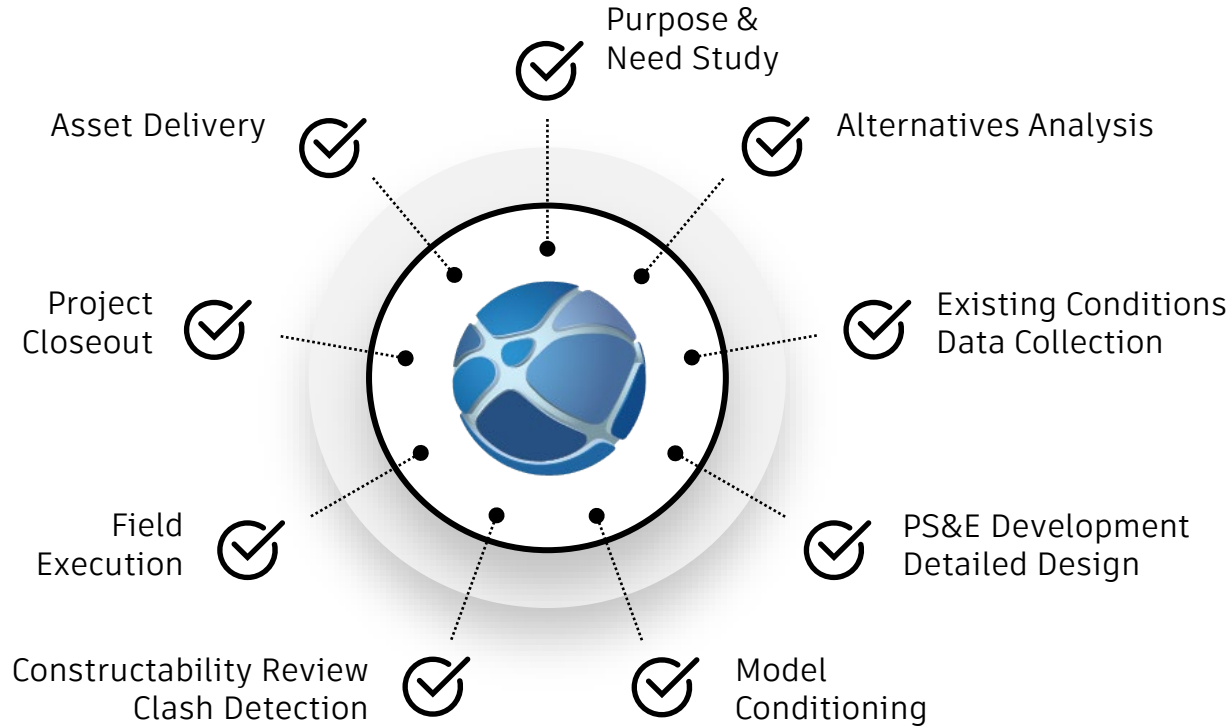 Purpose &
Need Study
Alternatives Analysis
Existing Conditions
Data Collection
PS&E Development
Detailed Design
Model
Conditioning
Constructability Review
Clash Detection
Field
Execution
Project
Closeout
Asset Delivery